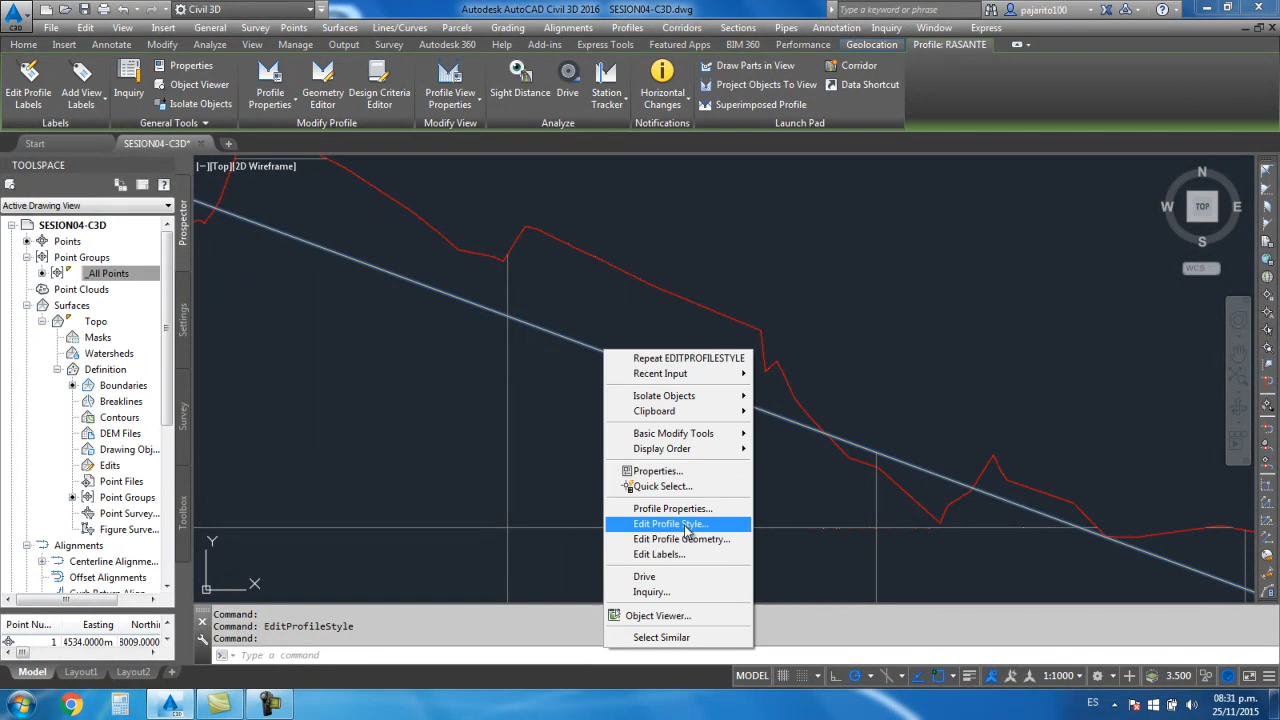 Civil 3D
Autodesk AutoCAD Civil 3D 2016 SESION04-C3D.dwg
Type a keyword or phrase
pajarito100
File Edit View Insert General Survey Points Surfaces Lines/Curves Parcels Grading Alignments Profiles Corridors Sections Pipes Annotation Inquiry Window Express
Home Insert Annotate Modify Analyze View Manage Output Survey Autodesk 360 Help Add-ins Express Tools Featured Apps BIM 360 Performance Geolocation Profile: RASANTE
C3D
Edit Profile Labels
Add View Labels
Inquiry
Properties
Object Viewer
Isolate Objects
Profile Properties
Geometry Editor
Design Criteria Editor
Profile View Properties
Sight Distance
Drive
Station Tracker
Horizontal Changes
Draw Parts in View
Project Objects To View
Superimposed Profile
Corridor
Data Shortcut
Labels
General Tools
Modify Profile
Modify View
Analyze
Notifications
Launch Pad
Start SESION04-C3D*
TOOLSPACE
Active Drawing View
SESION04-C3D
Points
Point Groups
_All Points
Point Clouds
Surfaces
Topo
Masks
Watersheds
Definition
Boundaries
Breaklines
Contours
DEM Files
Drawing Obj...
Edits
Point Files
Point Groups
Point Survey...
Figure Surve...
Alignments
Centerline Alignme...
Offset Alignments
Prospector
Settings
Survey
Toolbox
Point Nu... Easting Northi
1 4534.0000m 8009.0000
[−][Top][2D Wireframe]
N
W TOP E
S
WCS
Y
X
Repeat EDITPROFILESTYLE
Recent Input
Isolate Objects
Clipboard
Basic Modify Tools
Display Order
Properties...
Quick Select...
Profile Properties...
Edit Profile Style...
Edit Profile Geometry...
Edit Labels...
Drive
Inquiry...
Object Viewer...
Select Similar
Command:
Command: EditProfileStyle
Command:
Type a command
Model Layout1 Layout2
MODEL 1:1000 3.500
ES
08:31 p.m.
25/11/2015